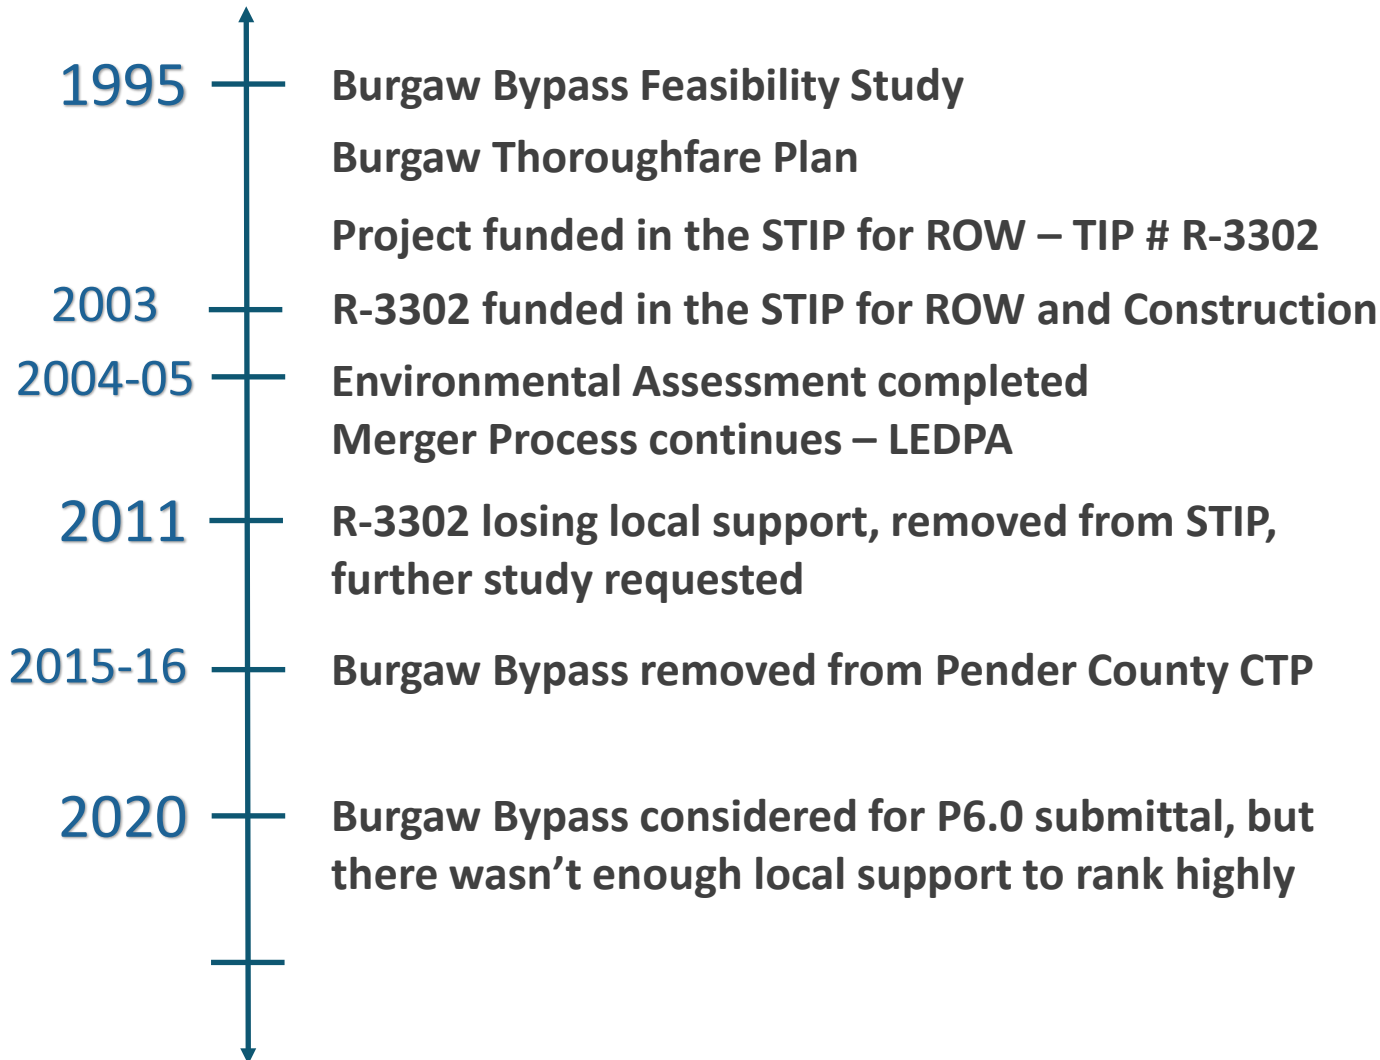 1995 Burgaw Bypass Feasibility Study
Burgaw Thoroughfare Plan
Project funded in the STIP for ROW – TIP # R-3302
2003 R-3302 funded in the STIP for ROW and Construction
2004-05 Environmental Assessment completed
Merger Process continues – LEDPA
2011 R-3302 losing local support, removed from STIP,
further study requested
2015-16 Burgaw Bypass removed from Pender County CTP
2020 Burgaw Bypass considered for P6.0 submittal, but
there wasn’t enough local support to rank highly